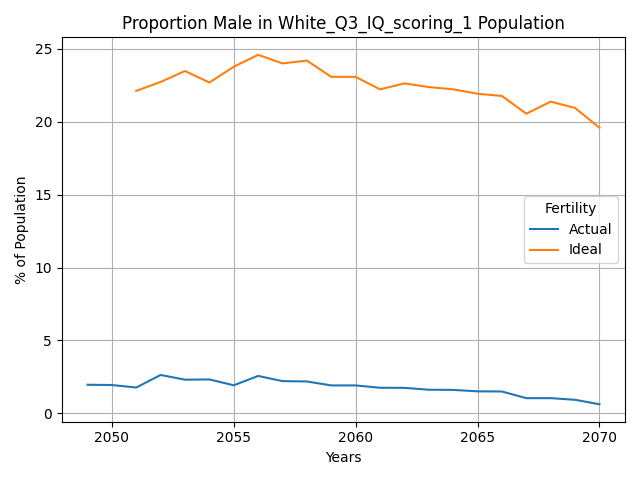 Proportion Male in White_Q3_IQ_scoring_1 Population
25
20
15
10
5
0
% of Population
Fertility
Actual
Ideal
2050 2055 2060 2065 2070
Years